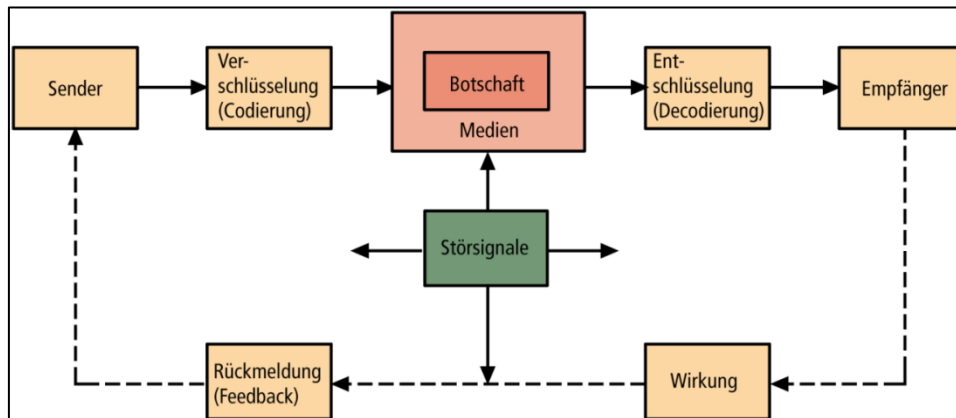 Sender
Ver-
schlüsselung
(Codierung)
Botschaft
Medien
Ent-
schlüsselung
(Decodierung)
Empfänger
Störsignale
Rückmeldung
(Feedback)
Wirkung